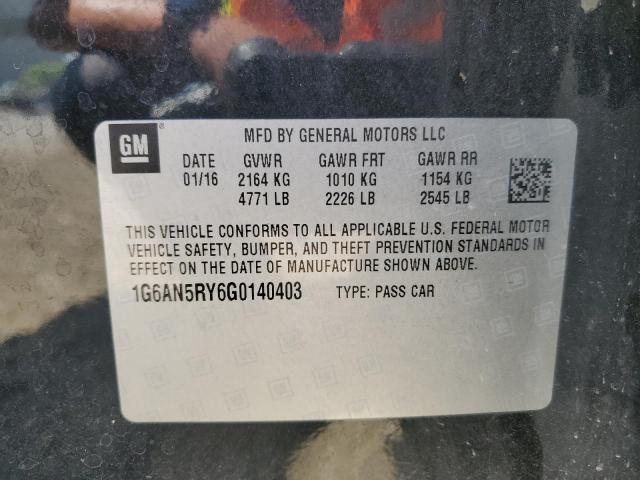 GM
MFD BY GENERAL MOTORS LLC
DATE GVWR GAWR FRT GAWR RR
01/16 2164 KG 1010 KG 1154 KG
4771 LB 2226 LB 2545 LB
THIS VEHICLE CONFORMS TO ALL APPLICABLE U.S. FEDERAL MOTOR
VEHICLE SAFETY, BUMPER, AND THEFT PREVENTION STANDARDS IN
EFFECT ON THE DATE OF MANUFACTURE SHOWN ABOVE.
1G6AN5RY6G0140403 TYPE: PASS CAR